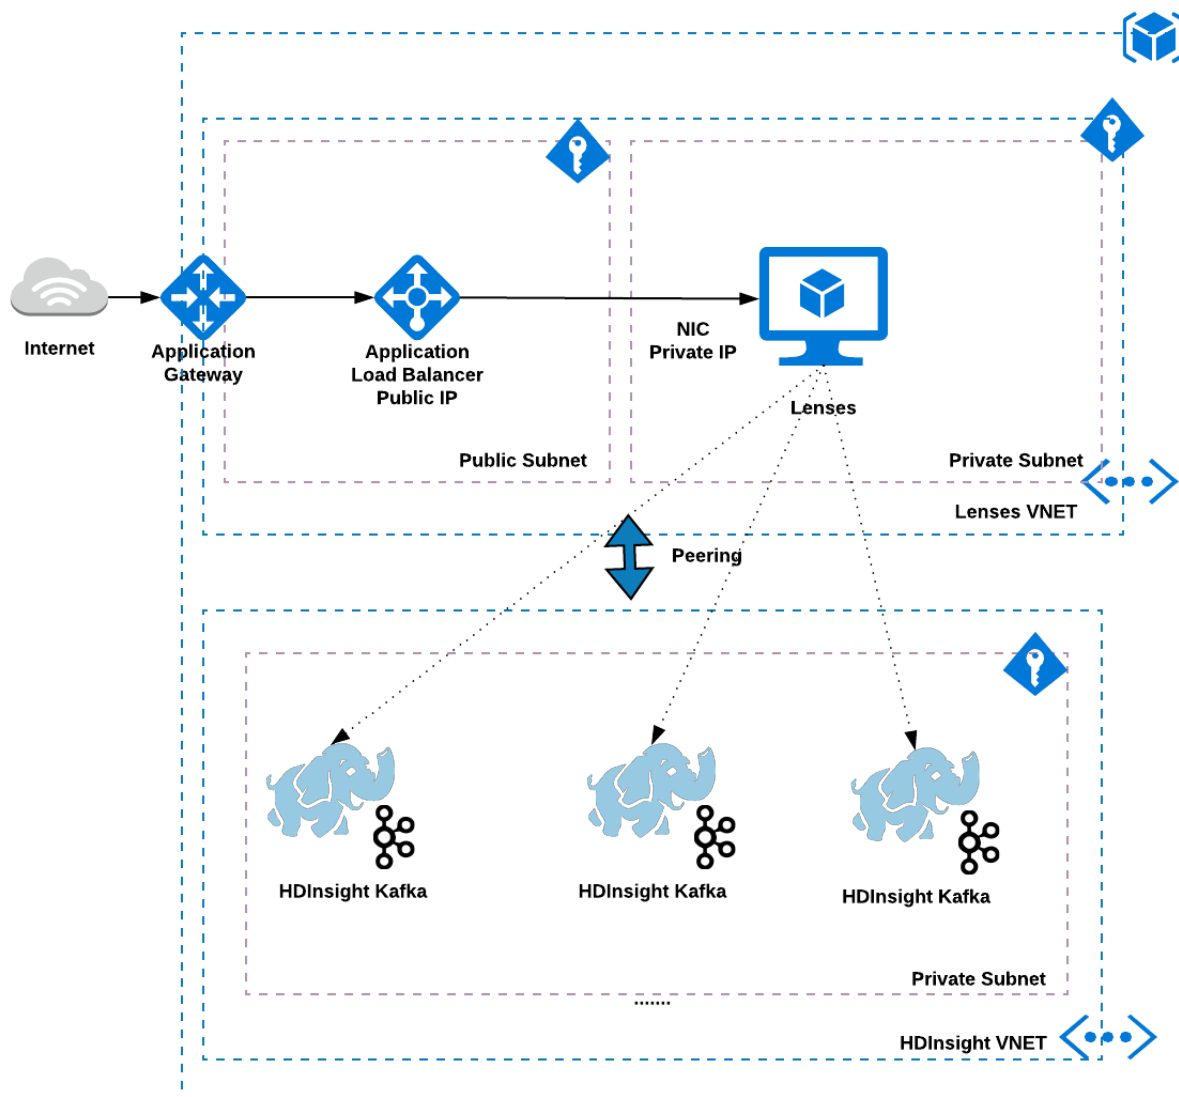 Internet
Application
Gateway
Application
Load Balancer
Public IP
NIC
Private IP
Lenses
Public Subnet
Private Subnet
Lenses VNET
Peering
HDInsight Kafka
HDInsight Kafka
HDInsight Kafka
Private Subnet
.......
HDInsight VNET